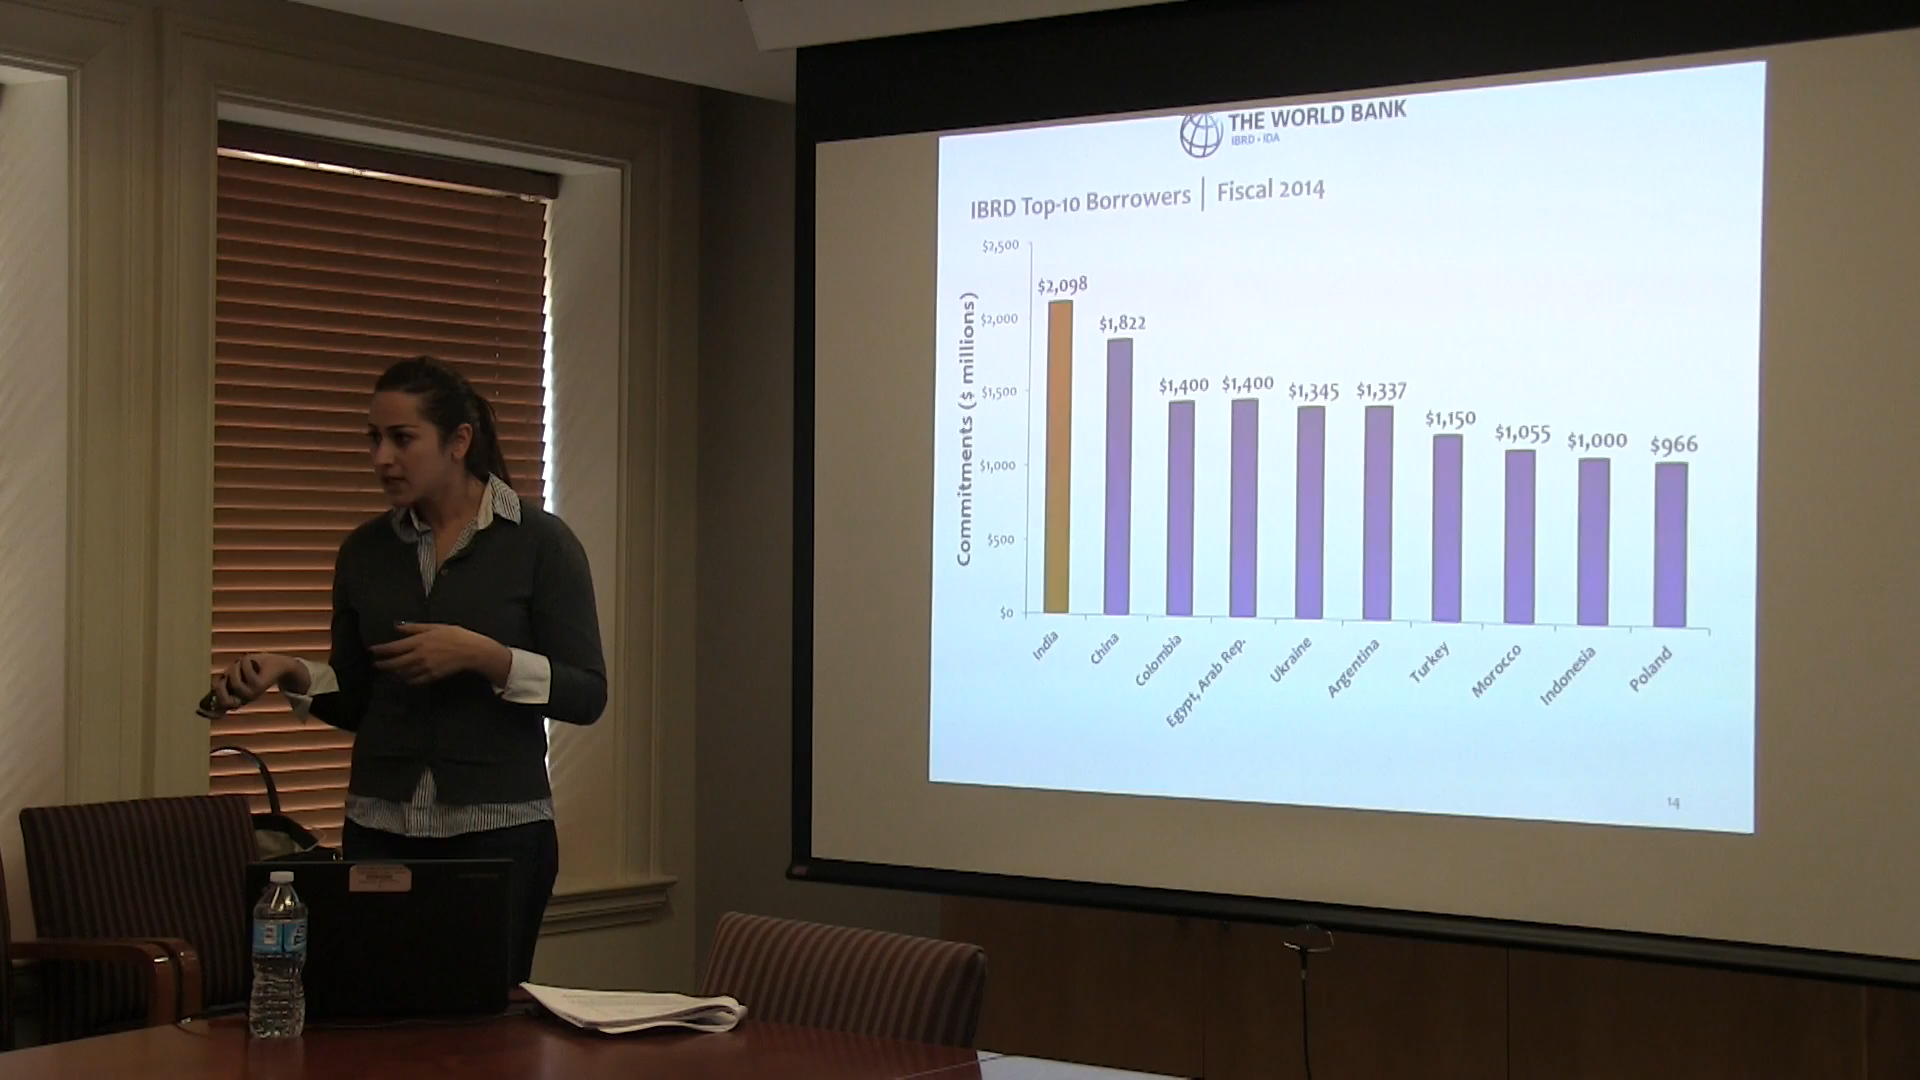 THE WORLD BANK
IBRD • IDA
IBRD Top-10 Borrowers | Fiscal 2014
Commitments ($ millions)
$2,500
$2,000
$1,500
$1,000
$500
$0
$2,098
$1,822
$1,400
$1,400
$1,345
$1,337
$1,150
$1,055
$1,000
$966
India
China
Colombia
Egypt, Arab Rep.
Ukraine
Argentina
Turkey
Morocco
Indonesia
Poland
14